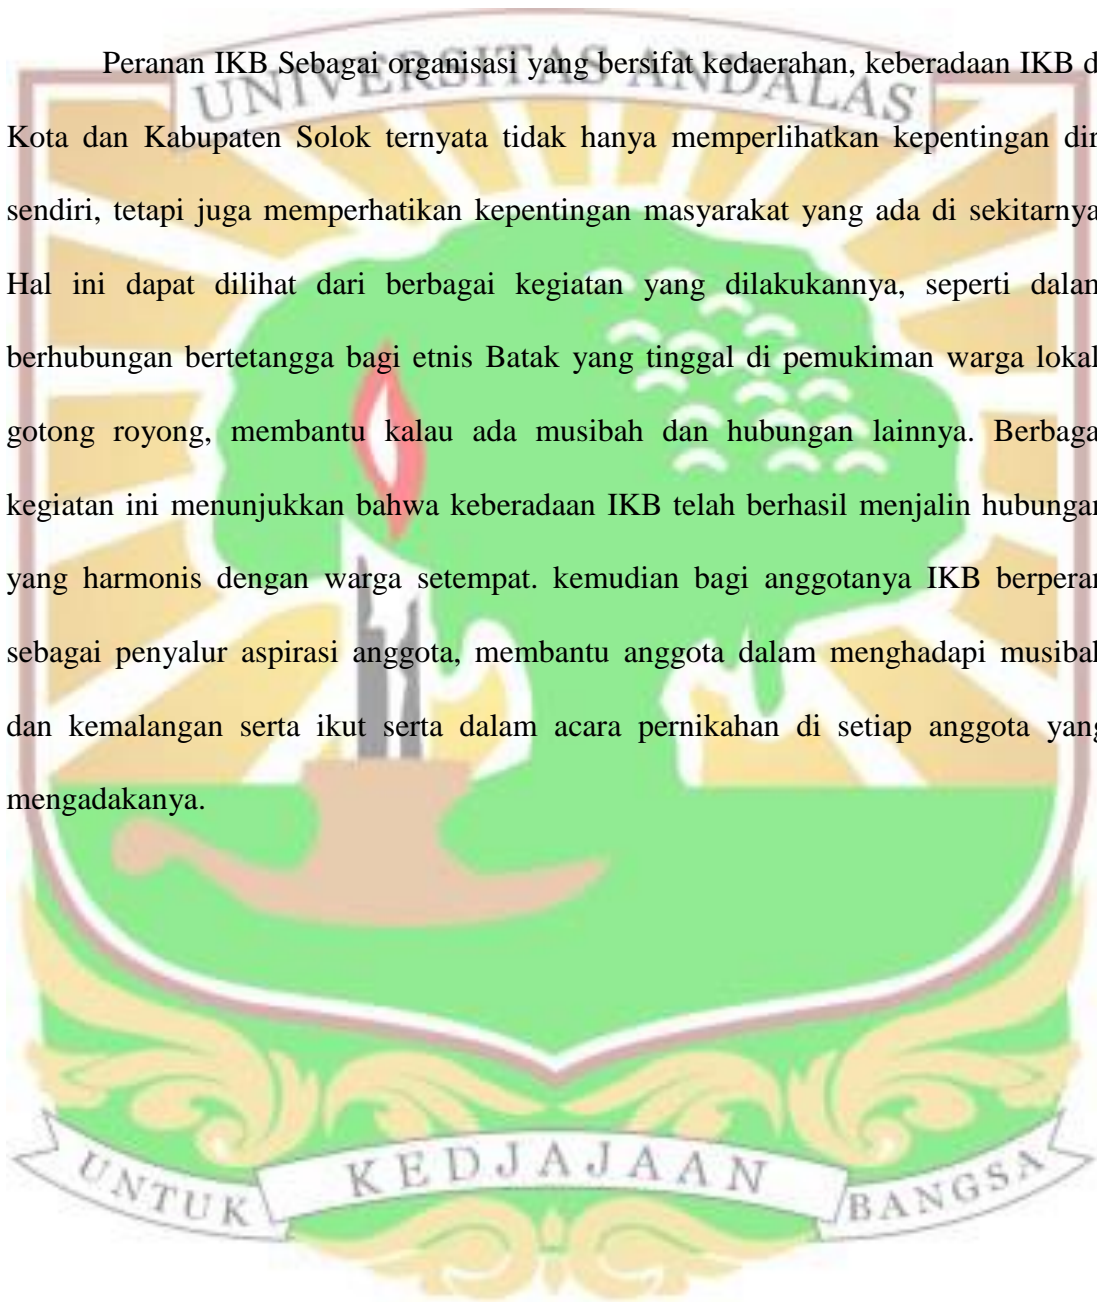 Peranan IKB Sebagai organisasi yang bersifat kedaerahan, keberadaan IKB d
UNIVERSITAS ANDALAS
Kota dan Kabupaten Solok ternyata tidak hanya memperlihatkan kepentingan dir
sendiri, tetapi juga memperhatikan kepentingan masyarakat yang ada di sekitarnya
Hal ini dapat dilihat dari berbagai kegiatan yang dilakukannya, seperti dalam
berhubungan bertetangga bagi etnis Batak yang tinggal di pemukiman warga lokal
gotong royong, membantu kalau ada musibah dan hubungan lainnya. Berbaga
kegiatan ini menunjukkan bahwa keberadaan IKB telah berhasil menjalin hubungan
yang harmonis dengan warga setempat. kemudian bagi anggotanya IKB berperan
sebagai penyalur aspirasi anggota, membantu anggota dalam menghadapi musibah
dan kemalangan serta ikut serta dalam acara pernikahan di setiap anggota yang
mengadakanya.
UNTUK KEDJAJAAN BANGSA